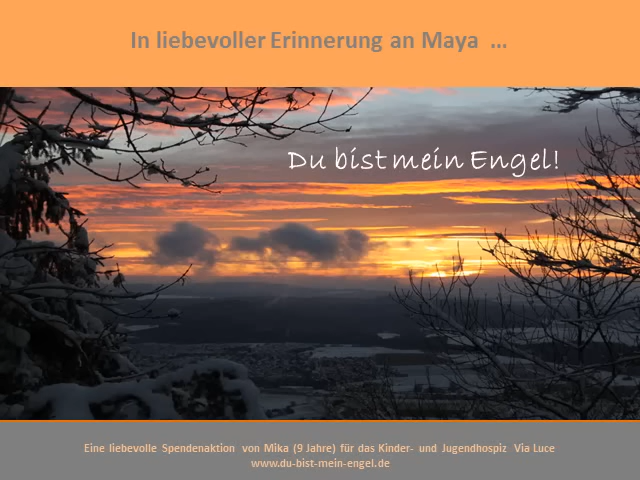 In liebevoller Erinnerung an Maya ...
Du bist mein Engel!
Eine liebevolle Spendenaktion von Mika (9 Jahre) für das Kinder- und Jugendhospiz Via Luce
www.du-bist-mein-engel.de